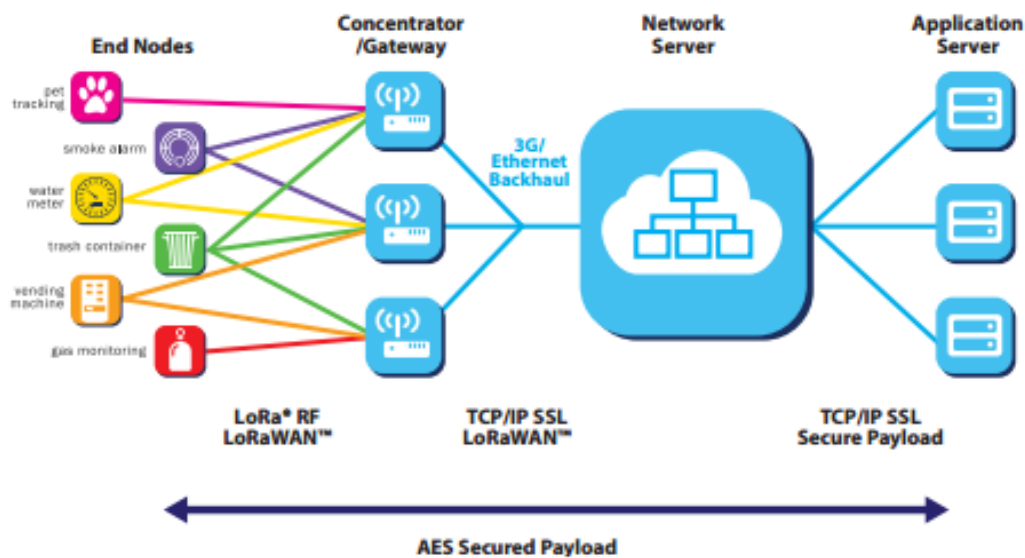 Concentrator
/Gateway
Network
Server
Application
Server
End Nodes
pet
tracking
smoke alarm
water
meter
trash container
vending
machine
gas monitoring
3G/
Ethernet
Backhaul
LoRa® RF
LoRaWAN™
TCP/IP SSL
LoRaWAN™
TCP/IP SSL
Secure Payload
AES Secured Payload